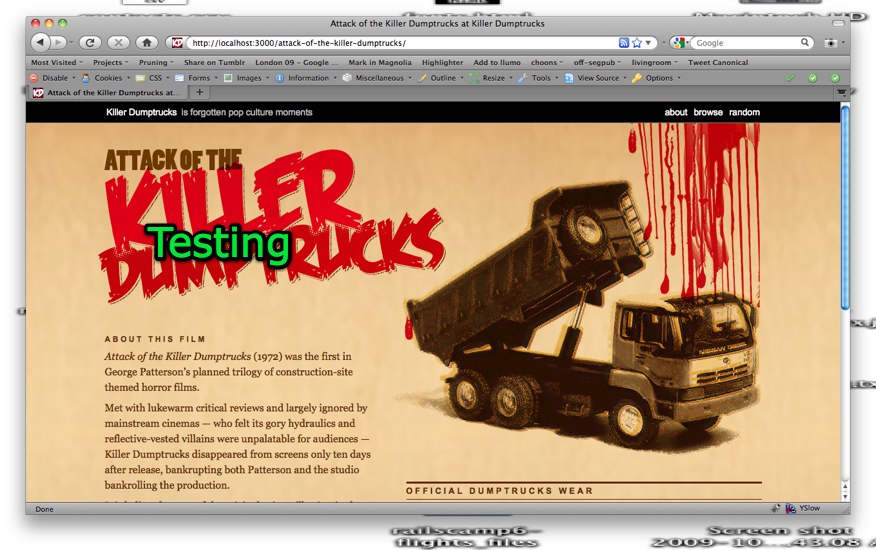 Attack of the Killer Dumptrucks at Killer Dumptrucks
http://localhost:3000/attack-of-the-killer-dumptrucks/
Google
Most Visited Projects Pruning Share on Tumblr London 09 – Google ... Mark in Magnolia Highlighter Add to Ilumo choons off-segpub livingroom Tweet Canonical
Disable Cookies CSS Forms Images Information Miscellaneous Outline Resize Tools View Source Options
Attack of the Killer Dumptrucks at...
Killer Dumptrucks is forgotten pop culture moments
about browse random
ATTACK OF THE
KILLER
DUMPTRUCKS
Testing
ABOUT THIS FILM
Attack of the Killer Dumptrucks (1972) was the first in
George Patterson's planned trilogy of construction-site
themed horror films.
Met with lukewarm critical reviews and largely ignored by
mainstream cinemas — who felt its gory hydraulics and
reflective-vested villains were unpalatable for audiences —
Killer Dumptrucks disappeared from screens only ten days
after release, bankrupting both Patterson and the studio
bankrolling the production.
OFFICIAL DUMPTRUCKS WEAR
Done
YSlow
railscamp6-
flights_files
Screen shot